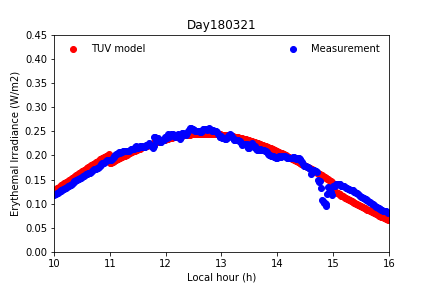 Day180321
TUV model
Measurement
Erythemal Irradiance (W/m2)
0.45
0.40
0.35
0.30
0.25
0.20
0.15
0.10
0.05
0.00
10 11 12 13 14 15 16
Local hour (h)